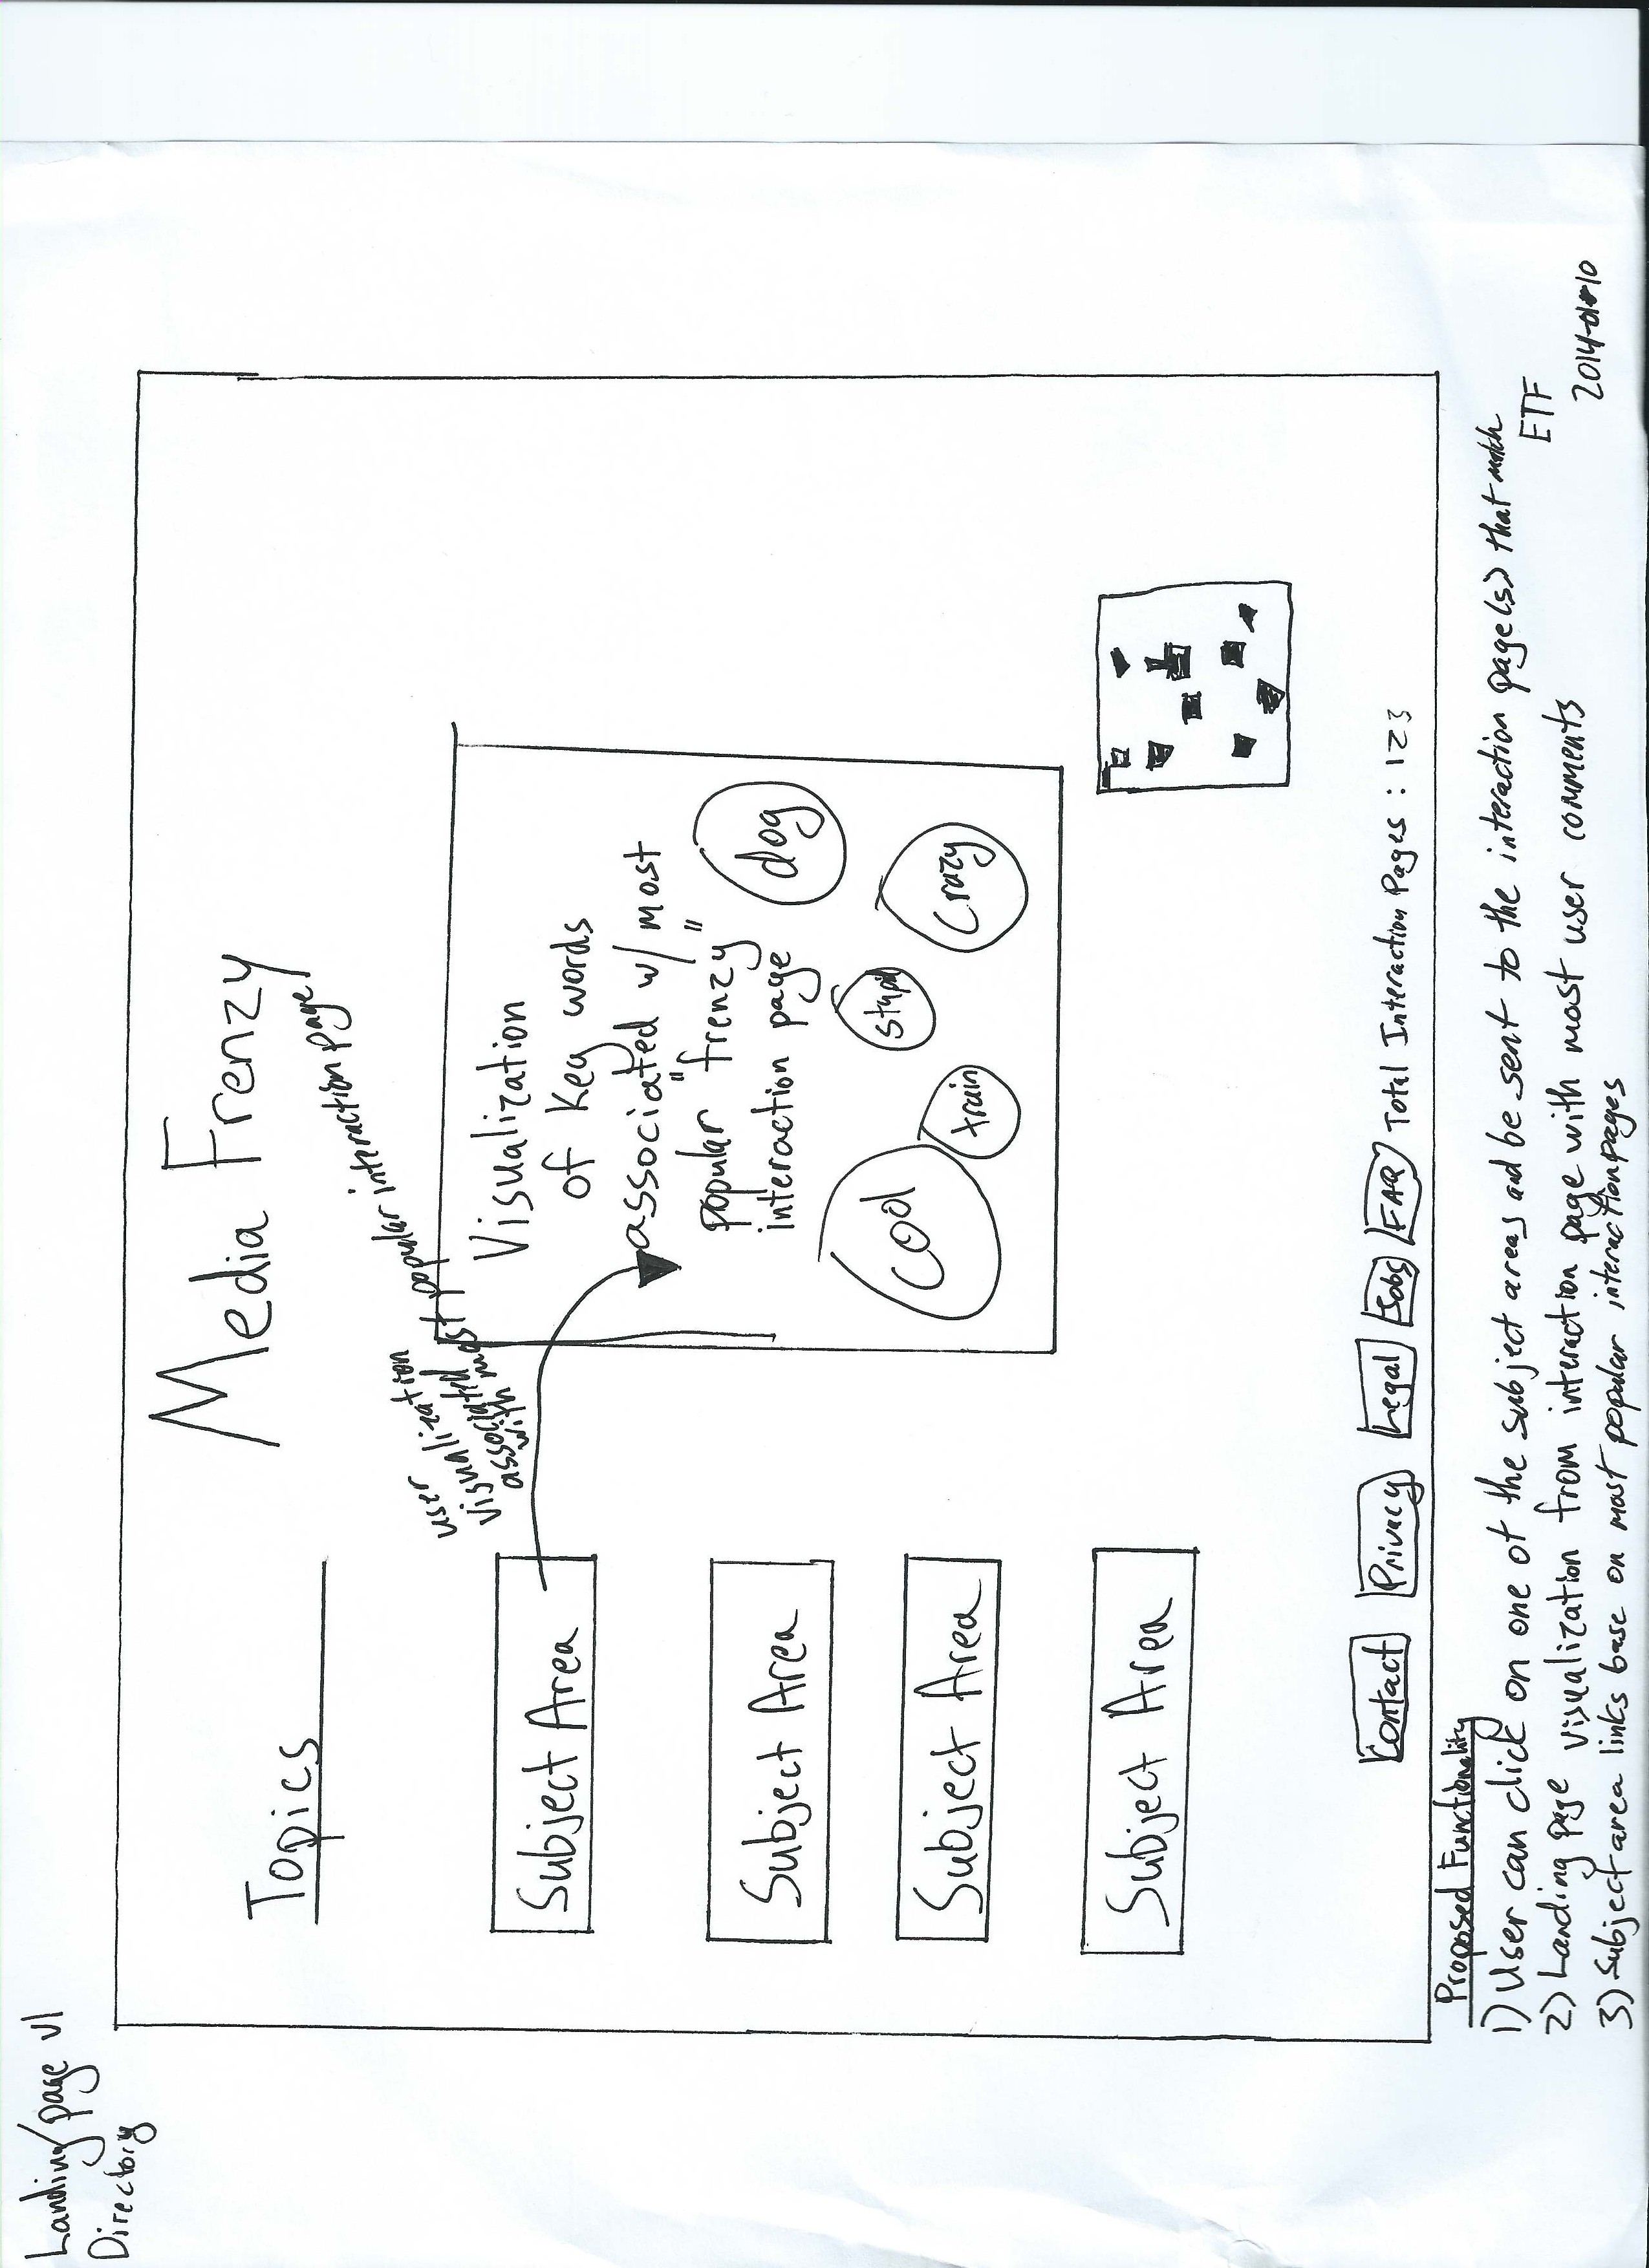 Landing page v1
Directory
Media Frenzy
Topics
user
visualization
associated
with most popular interaction page
Subject Area
Subject Area
Subject Area
Subject Area
Visualization
of Key words
associated w/ most
popular "frenzy"
interaction page
dog
cool
stupid
train
crazy
Contact Privacy Legal Jobs FAQ Total Interaction Pages : 123
Proposed Functionality
1) User can click on one of the subject areas and be sent to the interaction page(s) that match
2) Landing page visualization from interaction page with most user comments
3) Subject area links base on most popular interaction pages
ETF
2014-01-10